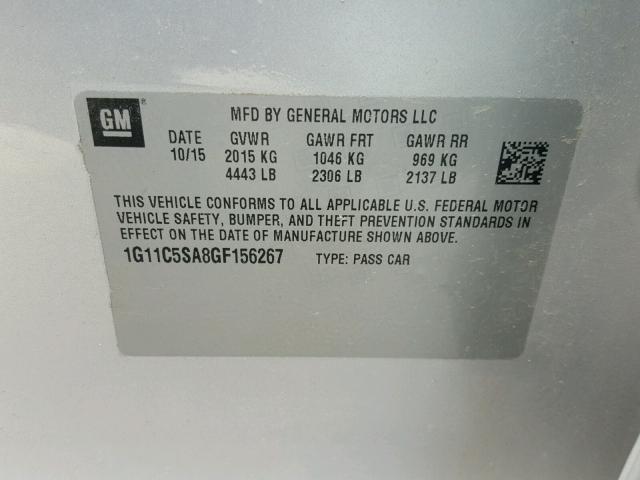 GM
MFD BY GENERAL MOTORS LLC
DATE GVWR GAWR FRT GAWR RR
10/15 2015 KG 1046 KG 969 KG
4443 LB 2306 LB 2137 LB
THIS VEHICLE CONFORMS TO ALL APPLICABLE U.S. FEDERAL MOTOR
VEHICLE SAFETY, BUMPER, AND THEFT PREVENTION STANDARDS IN
EFFECT ON THE DATE OF MANUFACTURE SHOWN ABOVE.
1G11C5SA8GF156267 TYPE: PASS CAR